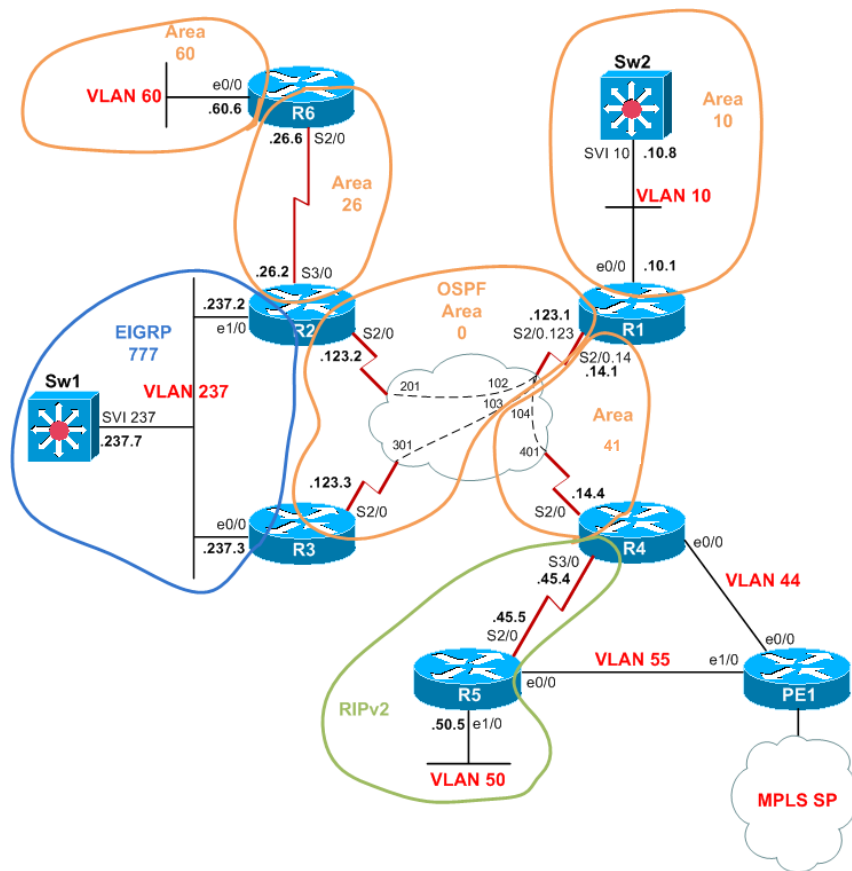 Area
60
e0/0
VLAN 60
.60.6
R6
.26.6
S2/0
Area
26
.26.2
S3/0
Sw2
Area
10
SVI 10
.10.8
VLAN 10
e0/0
.10.1
.237.2
e1/0
R2
EIGRP
777
OSPF
Area
0
.123.1
S2/0.123
R1
S2/0.14
.14.1
S2/0
.123.2
Sw1
VLAN 237
SVI 237
.237.7
201
102
103
104
301
401
Area
41
.123.3
S2/0
.14.4
S2/0
e0/0
.237.3
R3
R4
e0/0
S3/0
.45.4
VLAN 44
.45.5
S2/0
VLAN 55
e0/0
e1/0
R5
e0/0
PE1
RIPv2
.50.5
e1/0
VLAN 50
MPLS SP